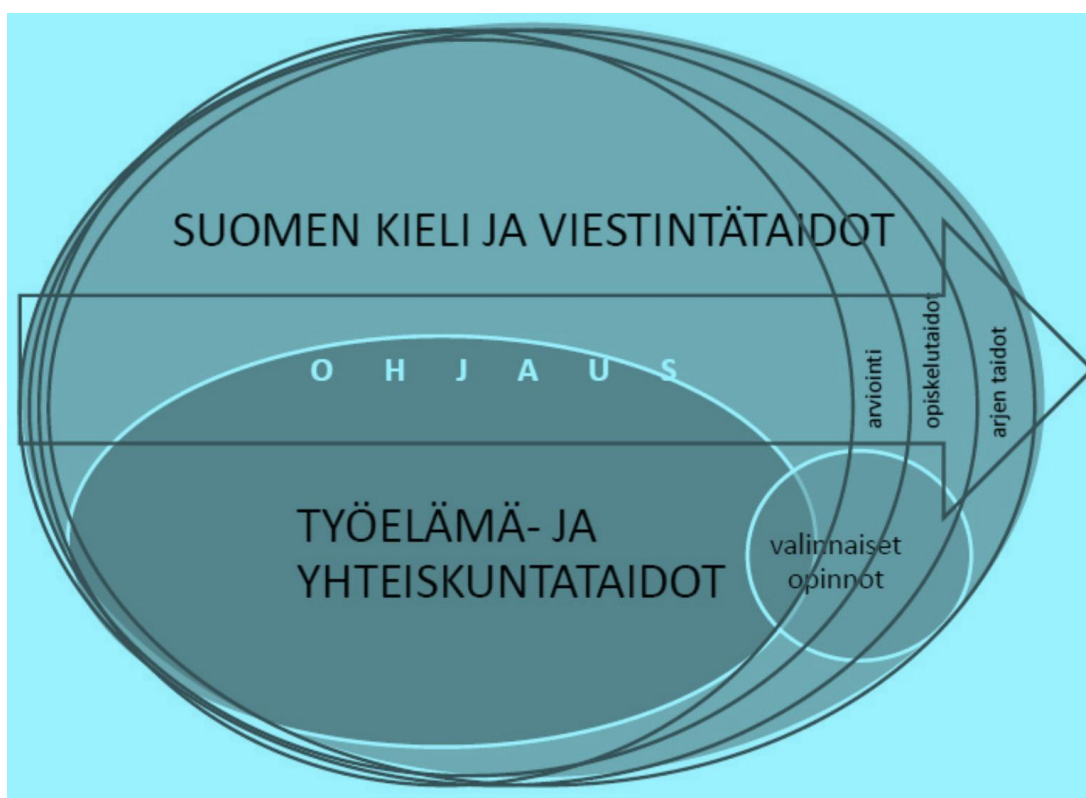 SUOMEN KIELI JA VIESTINTÄTAIDOT
O H J A U S
arviointi
opiskelutaidot
arjen taidot
TYÖELÄMÄ- JA
YHTEISKUNTATAIDOT
valinnaiset
opinnot